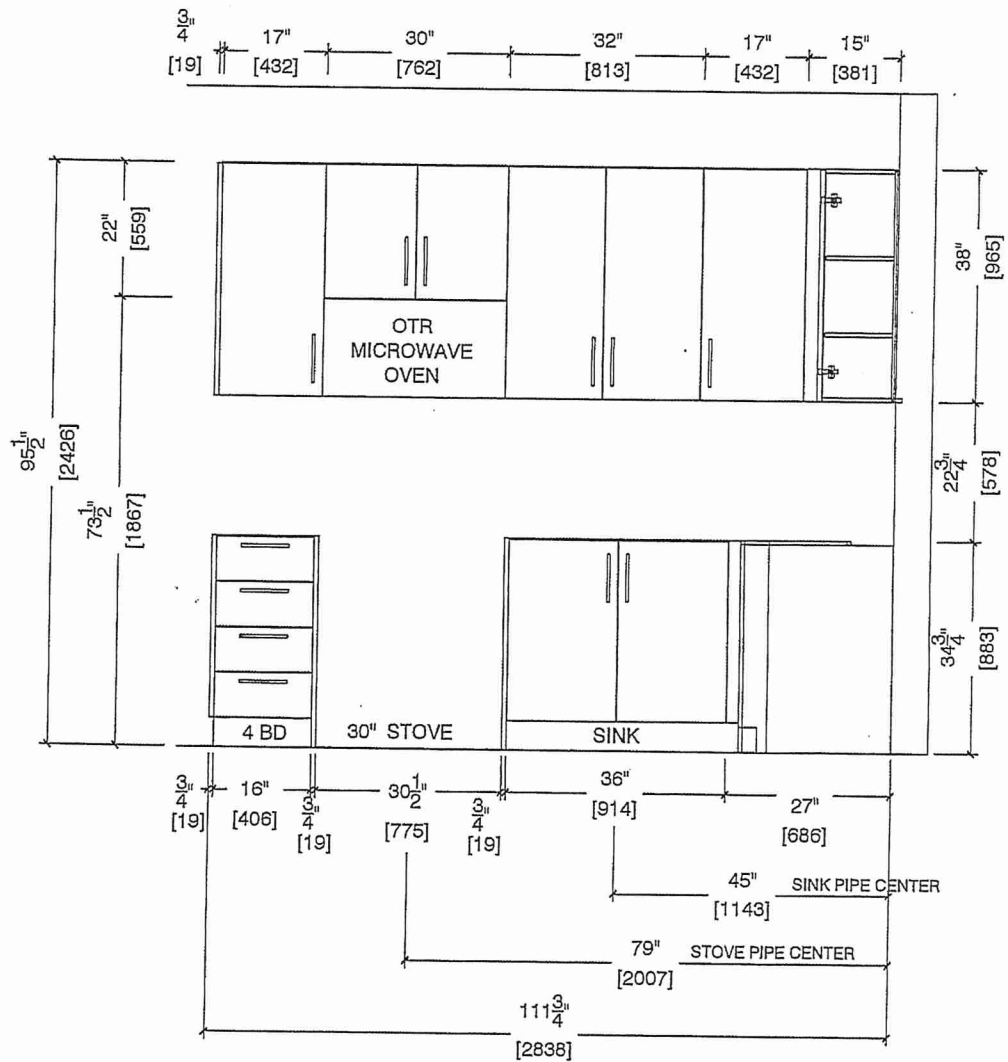 3/4" 17" 30" 32" 17" 15"
[19] [432] [762] [813] [432] [381]
22"
[559]
38"
[965]
OTR
MICROWAVE
OVEN
95 1/2"
[2426]
73 1/2"
[1867]
22 3/4"
[578]
34 3/4"
[883]
4 BD 30" STOVE SINK
3/4" 16" 3/4" 30 1/2" 3/4" 36" 27"
[19] [406] [19] [775] [19] [914] [686]
45" SINK PIPE CENTER
[1143]
79" STOVE PIPE CENTER
[2007]
111 3/4"
[2838]